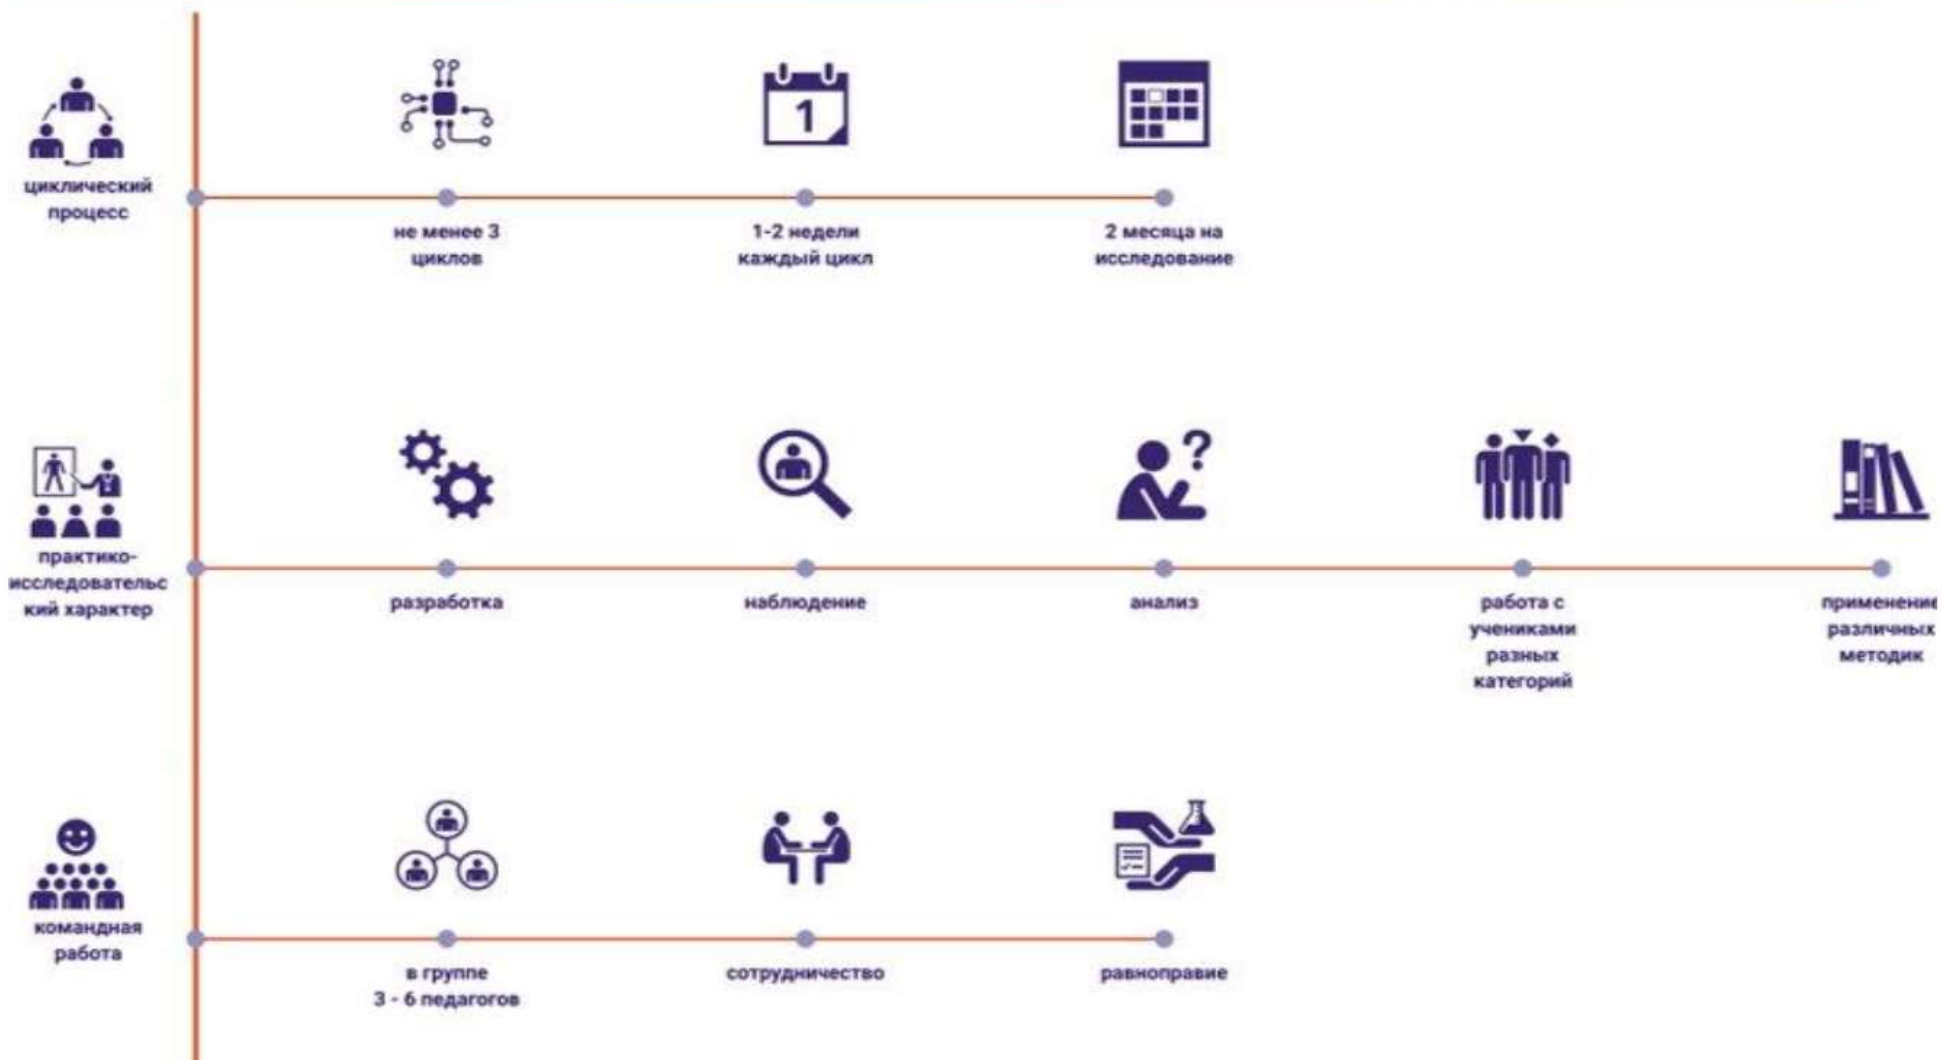 циклический
процесс
1
не менее 3
циклов
1-2 недели
каждый цикл
2 месяца на
исследование
практико-
исследовательс
кий характер
?
разработка
наблюдение
анализ
работа с
учениками
разных
категорий
применение
различных
методик
командная
работа
в группе
3 - 6 педагогов
сотрудничество
равноправие